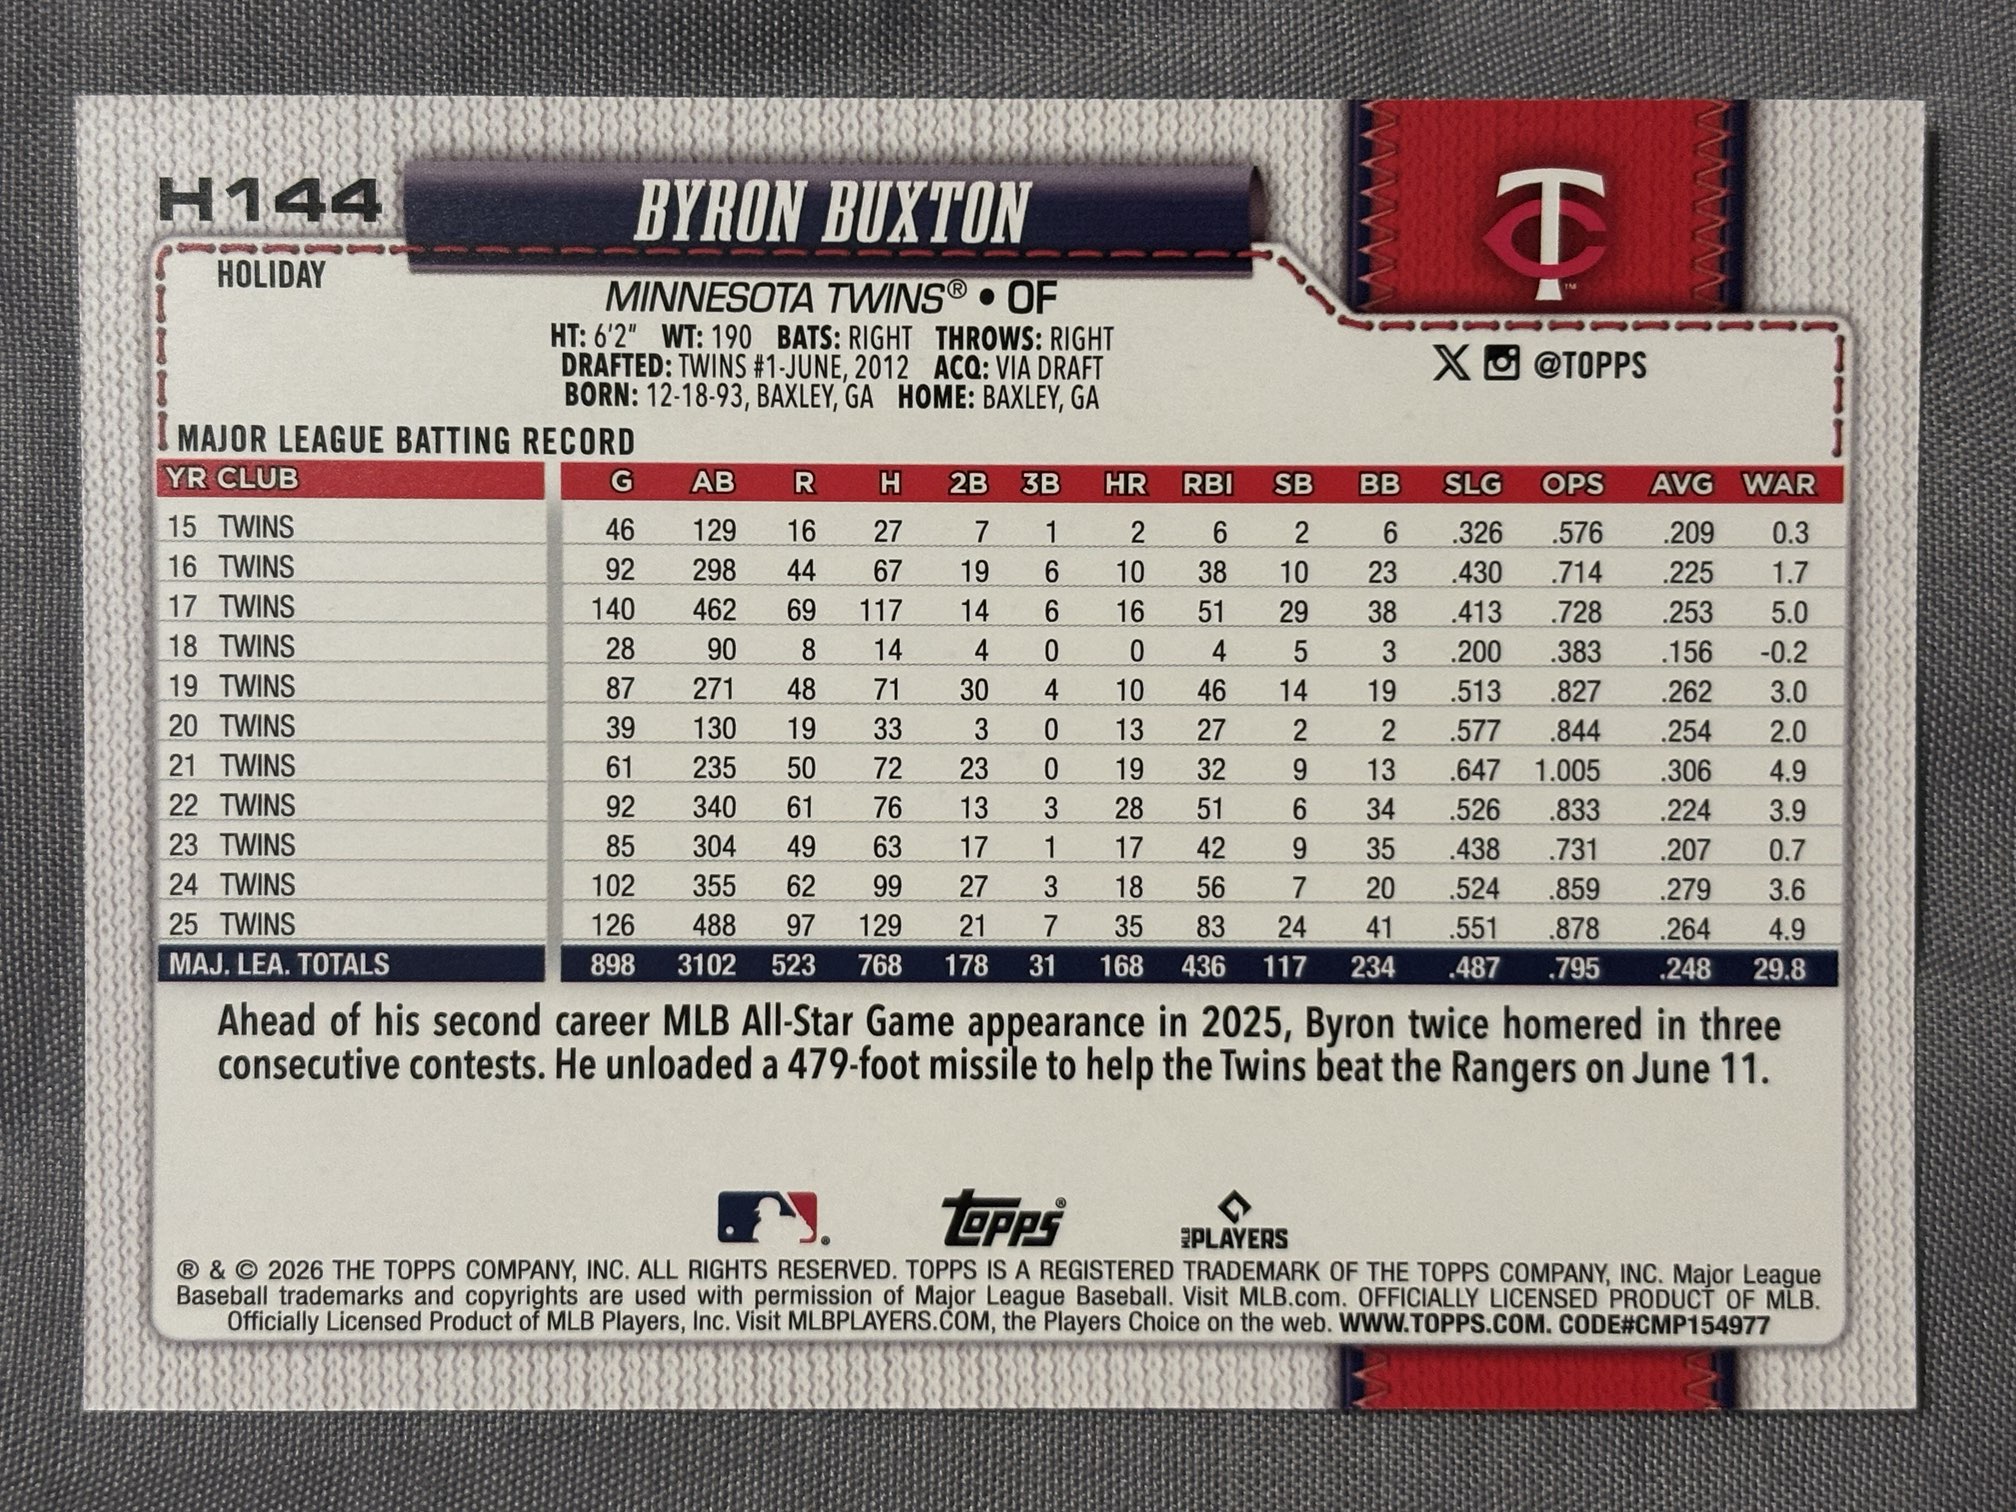 H144 BYRON BUXTON
TC™
HOLIDAY
MINNESOTA TWINS® • OF
HT: 6'2" WT: 190 BATS: RIGHT THROWS: RIGHT
DRAFTED: TWINS #1-JUNE, 2012 ACQ: VIA DRAFT
BORN: 12-18-93, BAXLEY, GA HOME: BAXLEY, GA
X @TOPPS
MAJOR LEAGUE BATTING RECORD
YR CLUB G AB R H 2B 3B HR RBI SB BB SLG OPS AVG WAR
15 TWINS 46 129 16 27 7 1 2 6 2 6 .326 .576 .209 0.3
16 TWINS 92 298 44 67 19 6 10 38 10 23 .430 .714 .225 1.7
17 TWINS 140 462 69 117 14 6 16 51 29 38 .413 .728 .253 5.0
18 TWINS 28 90 8 14 4 0 0 4 5 3 .200 .383 .156 -0.2
19 TWINS 87 271 48 71 30 4 10 46 14 19 .513 .827 .262 3.0
20 TWINS 39 130 19 33 3 0 13 27 2 2 .577 .844 .254 2.0
21 TWINS 61 235 50 72 23 0 19 32 9 13 .647 1.005 .306 4.9
22 TWINS 92 340 61 76 13 3 28 51 6 34 .526 .833 .224 3.9
23 TWINS 85 304 49 63 17 1 17 42 9 35 .438 .731 .207 0.7
24 TWINS 102 355 62 99 27 3 18 56 7 20 .524 .859 .279 3.6
25 TWINS 126 488 97 129 21 7 35 83 24 41 .551 .878 .264 4.9
MAJ. LEA. TOTALS 898 3102 523 768 178 31 168 436 117 234 .487 .795 .248 29.8
Ahead of his second career MLB All-Star Game appearance in 2025, Byron twice homered in three
consecutive contests. He unloaded a 479-foot missile to help the Twins beat the Rangers on June 11.
® topps® MLB PLAYERS
® & © 2026 THE TOPPS COMPANY, INC. ALL RIGHTS RESERVED. TOPPS IS A REGISTERED TRADEMARK OF THE TOPPS COMPANY, INC. Major League
Baseball trademarks and copyrights are used with permission of Major League Baseball. Visit MLB.com. OFFICIALLY LICENSED PRODUCT OF MLB.
Officially Licensed Product of MLB Players, Inc. Visit MLBPLAYERS.COM, the Players Choice on the web. WWW.TOPPS.COM. CODE#CMP154977